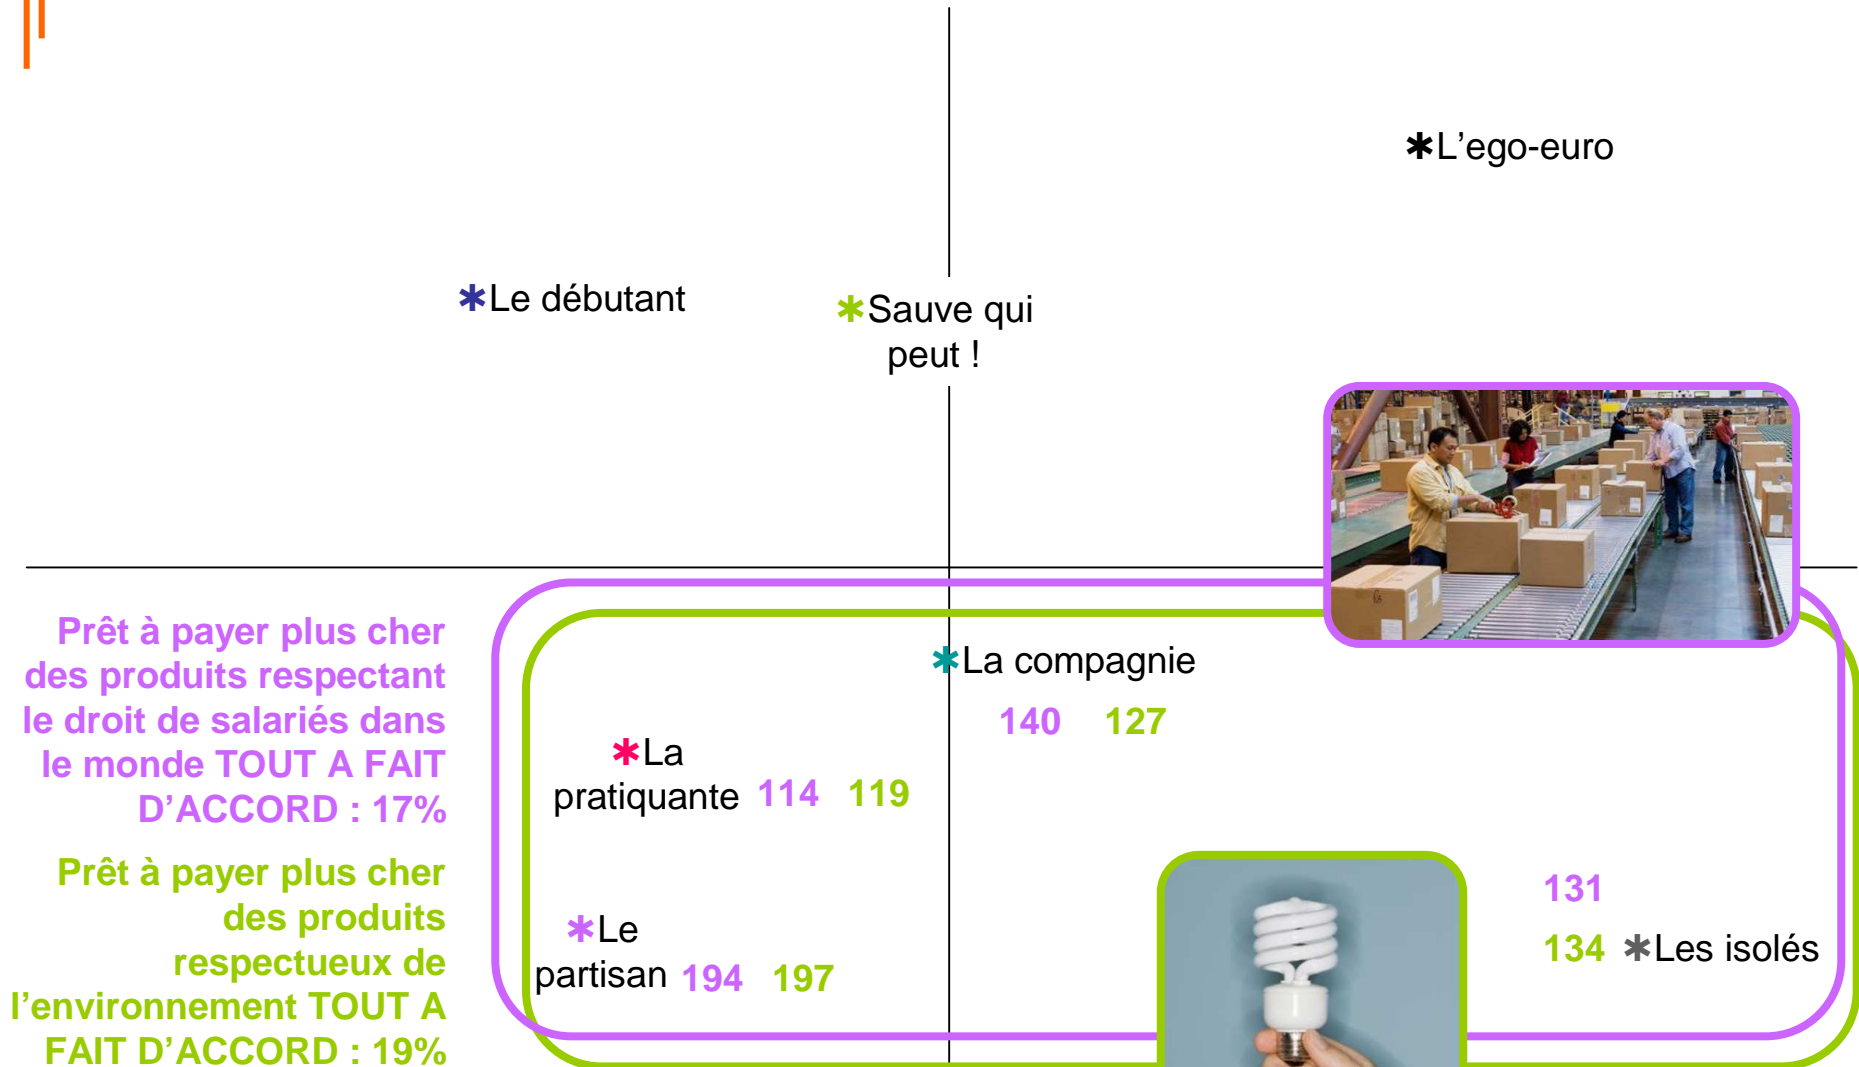 ✱L'ego-euro
✱Le débutant
✱Sauve qui
peut !
Prêt à payer plus cher
des produits respectant
le droit de salariés dans
le monde TOUT A FAIT
D'ACCORD : 17%
✱La compagnie
140 127
✱La
pratiquante 114 119
Prêt à payer plus cher
des produits
respectueux de
l'environnement TOUT A
FAIT D'ACCORD : 19%
✱Le
partisan 194 197
131
134 ✱Les isolés